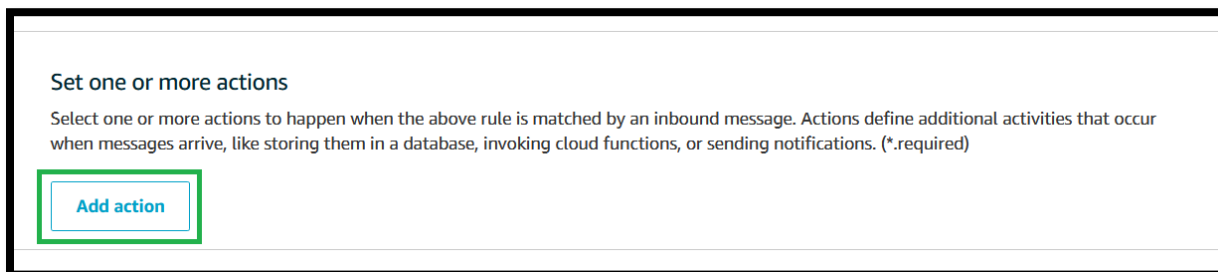 Set one or more actions
Select one or more actions to happen when the above rule is matched by an inbound message. Actions define additional activities that occur
when messages arrive, like storing them in a database, invoking cloud functions, or sending notifications. (*.required)
Add action